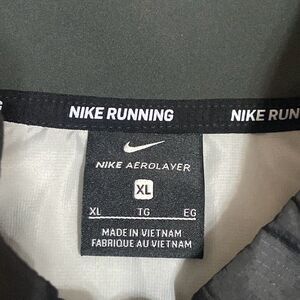 NIKE RUNNING
NIKE RUN
NIKE AEROLAYER
XL
XL TG EG
MADE IN VIETNAM
FABRIQUE AU VIETNAM